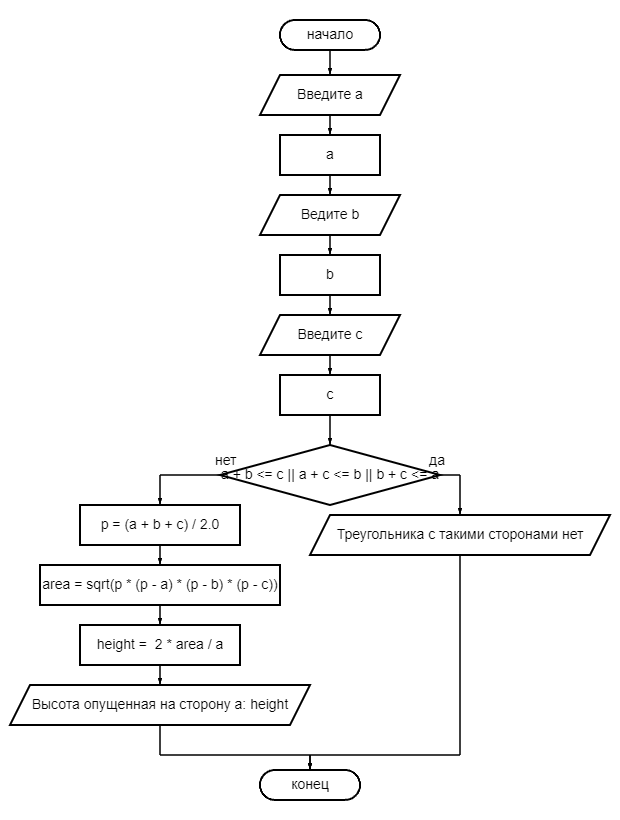 начало
Введите a
a
Ведите b
b
Введите c
c
нет
да
a + b <= c || a + c <= b || b + c <= a
p = (a + b + c) / 2.0
Треугольника с такими сторонами нет
area = sqrt(p * (p - a) * (p - b) * (p - c))
height =  2 * area / a
Высота опущенная на сторону a: height
конец